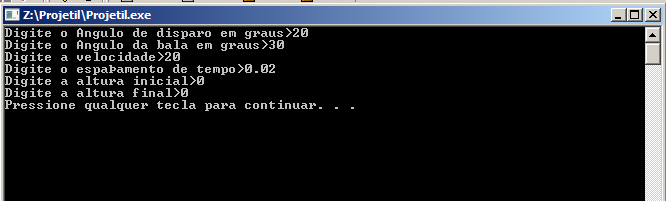 Z:\Projetil\Projetil.exe
Digite o Angulo de disparo em graus>20
Digite o Angulo da bala em graus>30
Digite a velocidade>20
Digite o espaÞamento de tempo>0.02
Digite a altura inicial>0
Digite a altura final>0
Pressione qualquer tecla para continuar. . .